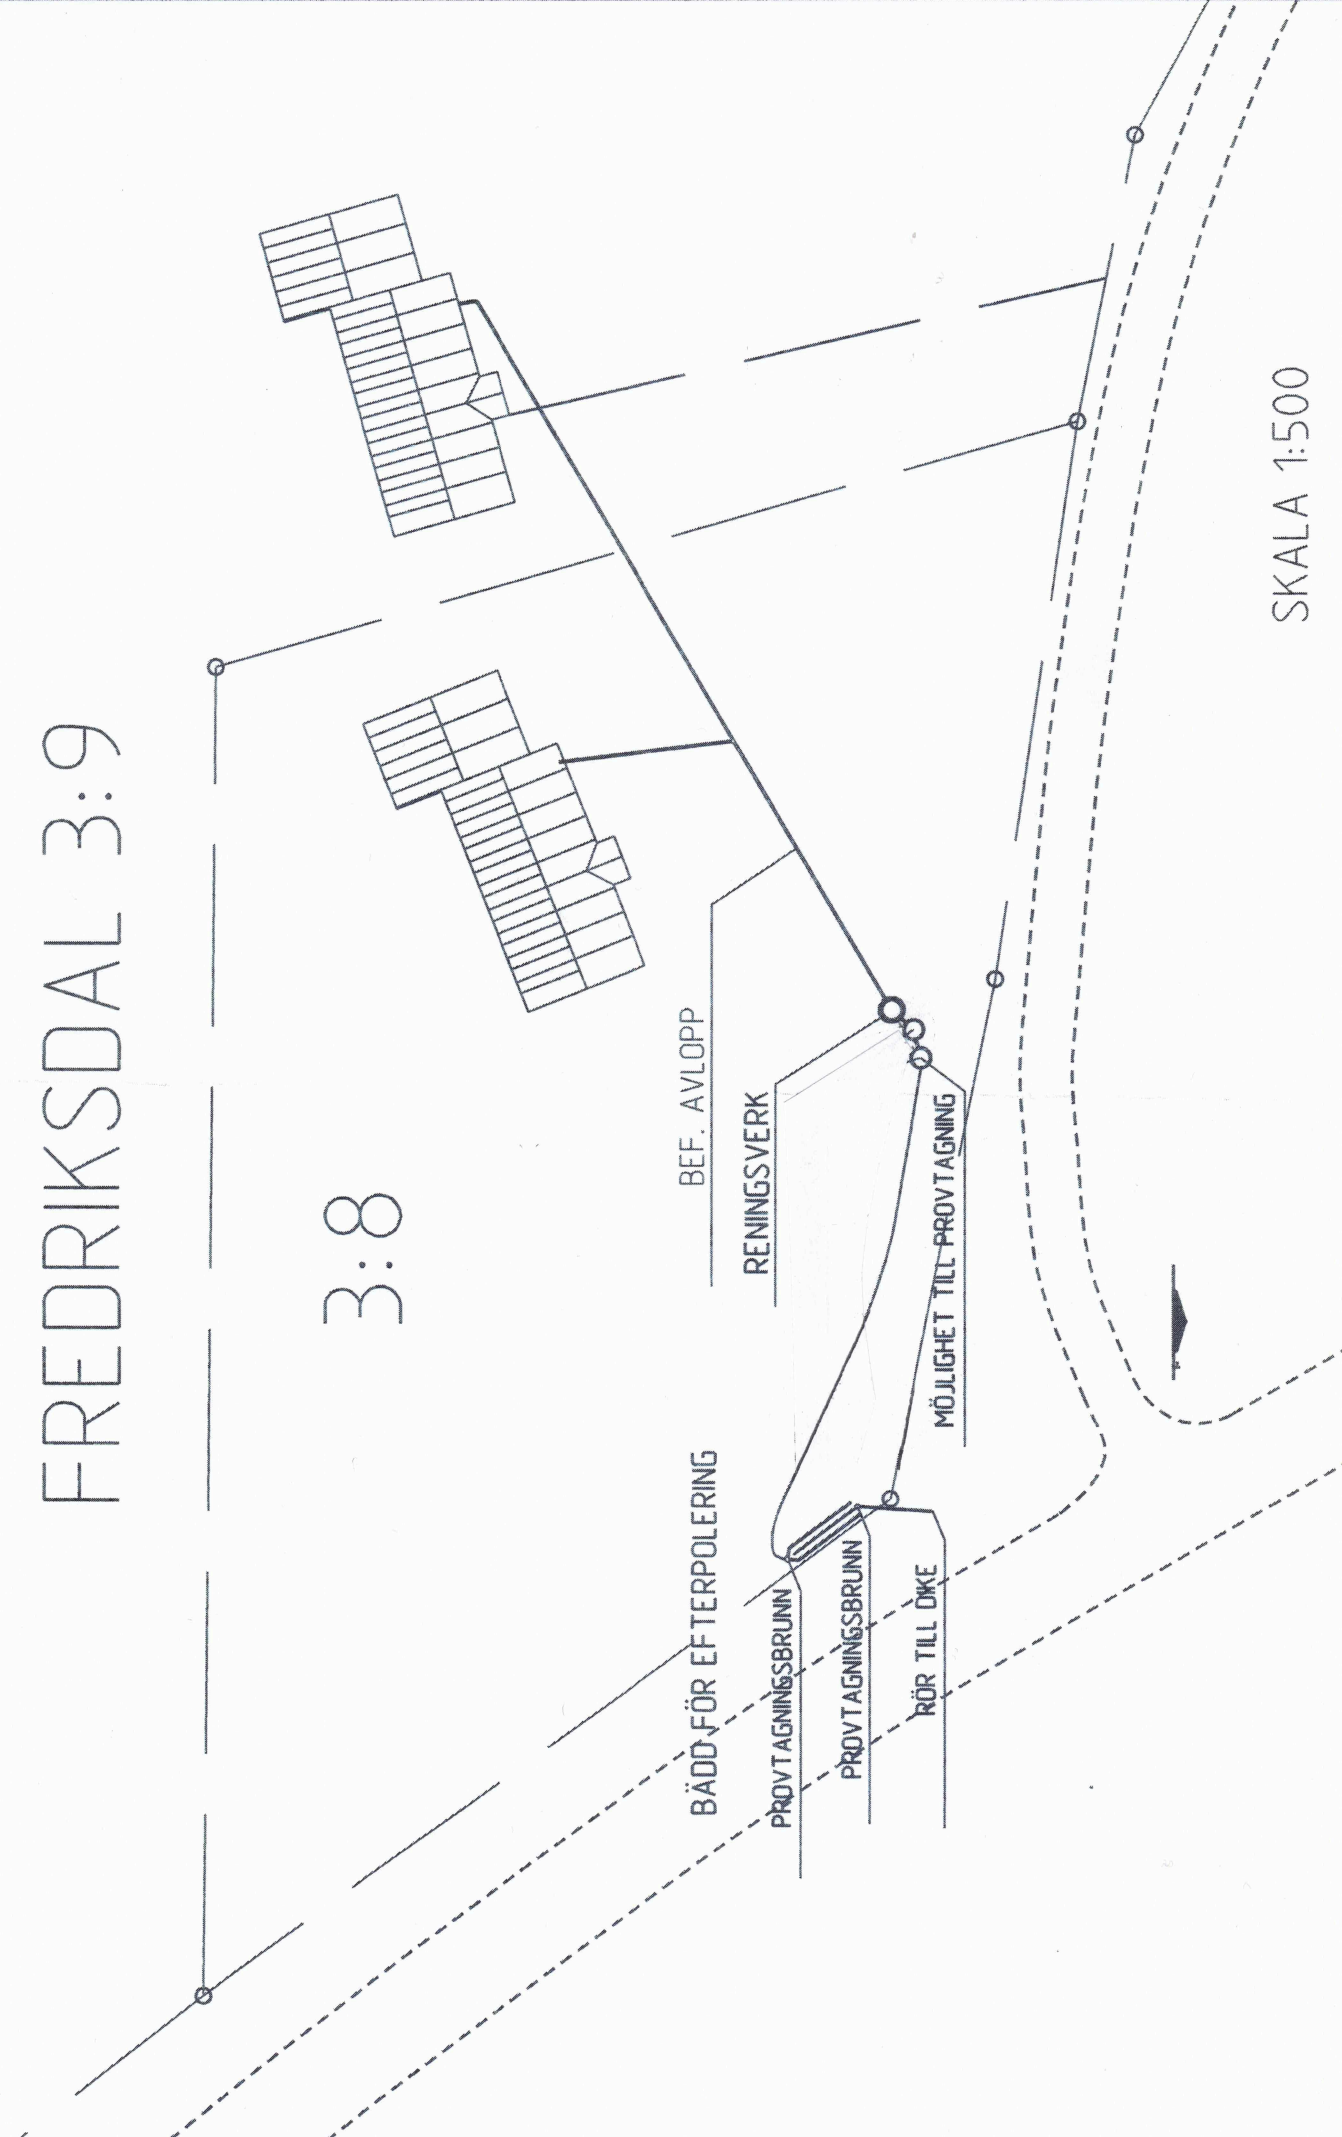 FREDRIKSDAL 3:9
3:8
BEF. AVLOPP
RENINGSVERK
MÖJLIGHET TILL PROVTAGNING
BÄDD FÖR EFTERPOLERING
PROVTAGNINGSBRUNN
PROVTAGNINGSBRUNN
RÖR TILL DIKE
SKALA 1:500